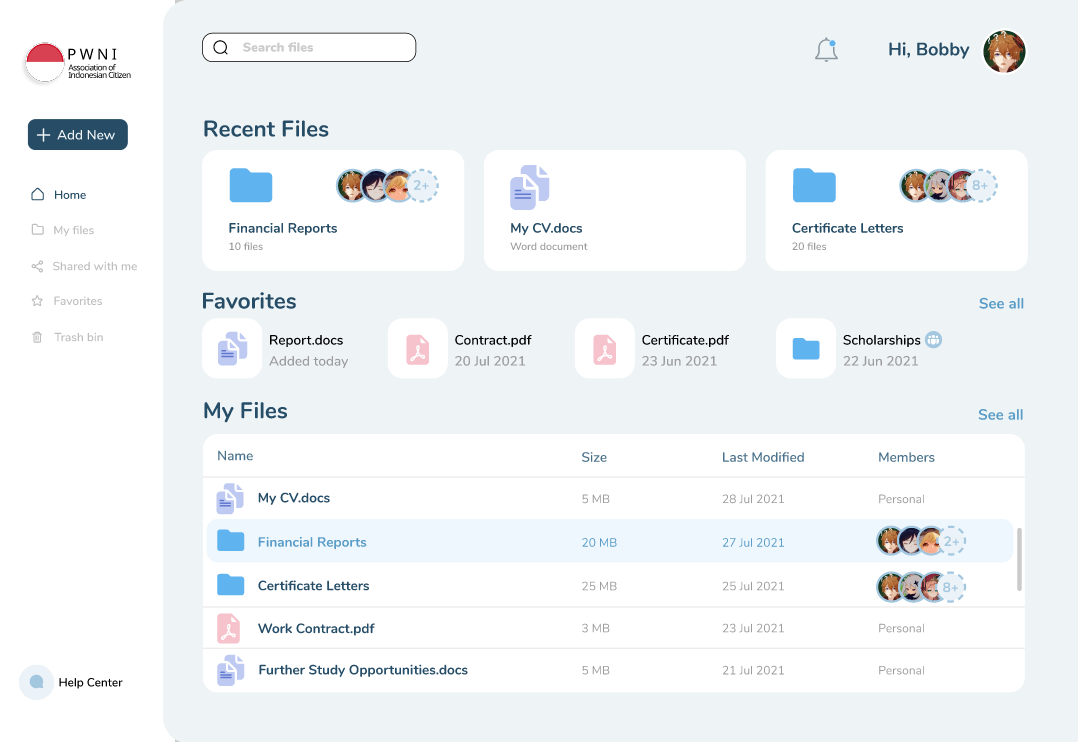 PWNI
Association of
Indonesian Citizen
Search files
Hi, Bobby
Add New
Home
My files
Shared with me
Favorites
Trash bin
Help Center
Recent Files
2+
Financial Reports
10 files
My CV.docs
Word document
8+
Certificate Letters
20 files
Favorites
See all
Report.docs
Added today
Contract.pdf
20 Jul 2021
Certificate.pdf
23 Jun 2021
Scholarships
22 Jun 2021
My Files
See all
Name Size Last Modified Members
My CV.docs 5 MB 28 Jul 2021 Personal
Financial Reports 20 MB 27 Jul 2021 2+
Certificate Letters 25 MB 25 Jul 2021 8+
Work Contract.pdf 3 MB 23 Jul 2021 Personal
Further Study Opportunities.docs 5 MB 21 Jul 2021 Personal